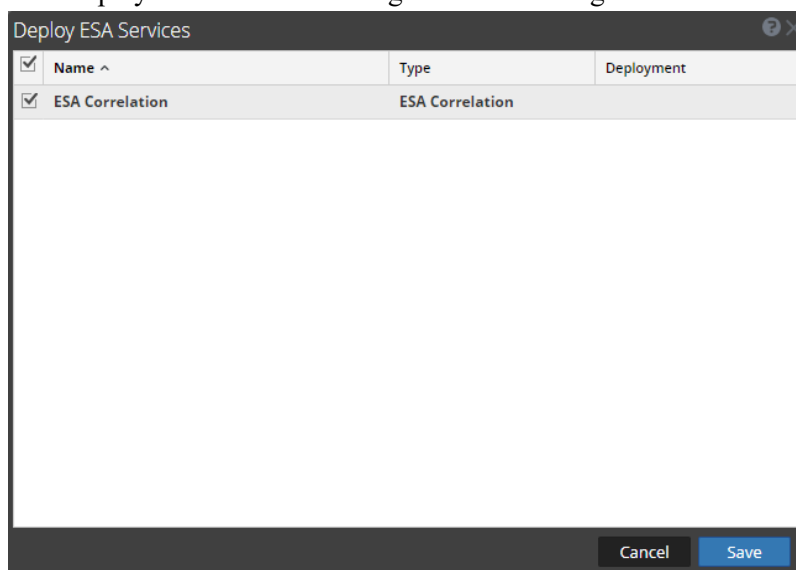 Deploy ESA Services
Name Type Deployment
ESA Correlation ESA Correlation
Cancel Save